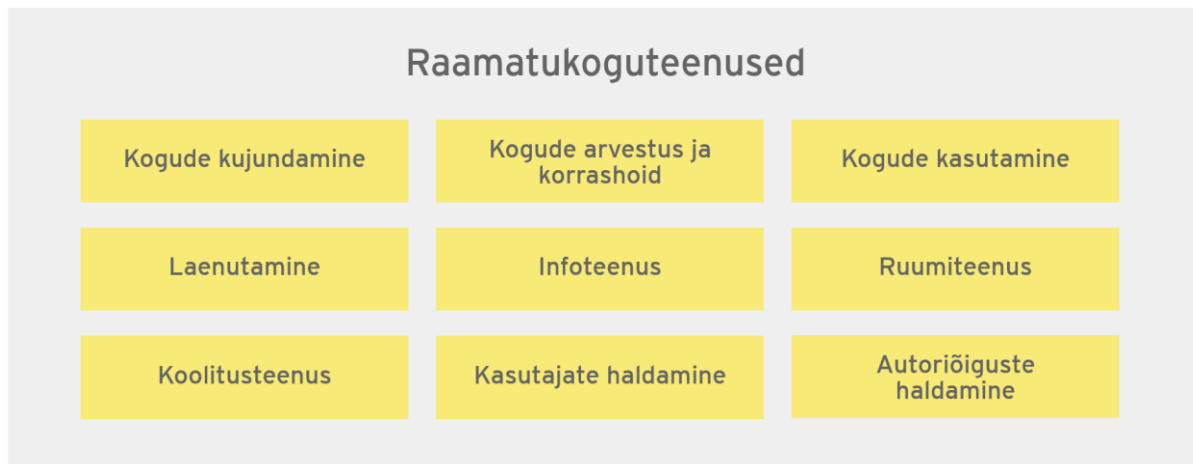 Raamatukoguteenused
Kogude kujundamine
Kogude arvestus ja
korrashoid
Kogude kasutamine
Laenutamine
Infoteenus
Ruumiteenus
Koolitusteenus
Kasutajate haldamine
Autoriõiguste
haldamine